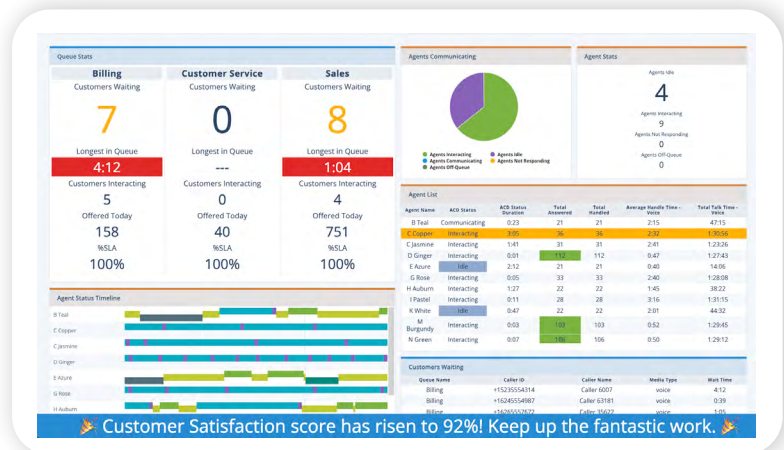 Queue Stats
Billing
Customers Waiting
7
Longest in Queue
4:12
Customers Interacting
5
Offered Today
158
%SLA
100%
Customer Service
Customers Waiting
0
Longest in Queue
---
Customers Interacting
0
Offered Today
40
%SLA
100%
Sales
Customers Waiting
8
Longest in Queue
1:04
Customers Interacting
4
Offered Today
751
%SLA
100%
Agent Status Timeline
B Teal
C Copper
C Jasmine
D Ginger
E Azure
G Rose
H Auburn
Agents Communicating
Agents Interacting Agents Idle
Agents Communicating Agents Not Responding
Agents Off-Queue
Agent Stats
Agents Idle
4
Agents Interacting
9
Agents Not Responding
0
Agents Off-Queue
0
Agent List
Agent Name ACD Status ACD Status Duration Total Answered Total Handled Average Handle Time - Voice Total Talk Time - Voice
B Teal Communicating 0:23 21 21 2:15 47:15
C Copper Interacting 3:05 36 36 2:32 1:30:56
C Jasmine Interacting 1:41 31 31 2:41 1:23:26
D Ginger Interacting 0:01 112 112 0:47 1:27:43
E Azure Idle 2:12 21 21 0:40 14:06
G Rose Interacting 0:05 33 33 2:40 1:28:08
H Auburn Interacting 1:27 22 22 1:45 38:22
I Pastel Interacting 0:11 28 28 3:16 1:31:15
K White Idle 0:47 22 22 2:01 44:32
M Burgundy Interacting 0:03 103 103 0:52 1:29:45
N Green Interacting 0:07 106 106 0:50 1:29:12
Customers Waiting
Queue Name Caller ID Caller Name Media Type Wait Time
Billing +15235554314 Caller 6007 voice 4:12
Billing +16245554987 Caller 63181 voice 0:39
Billing +16265557672 Caller 35622 voice 1:05
🎉 Customer Satisfaction score has risen to 92%! Keep up the fantastic work. 🎉